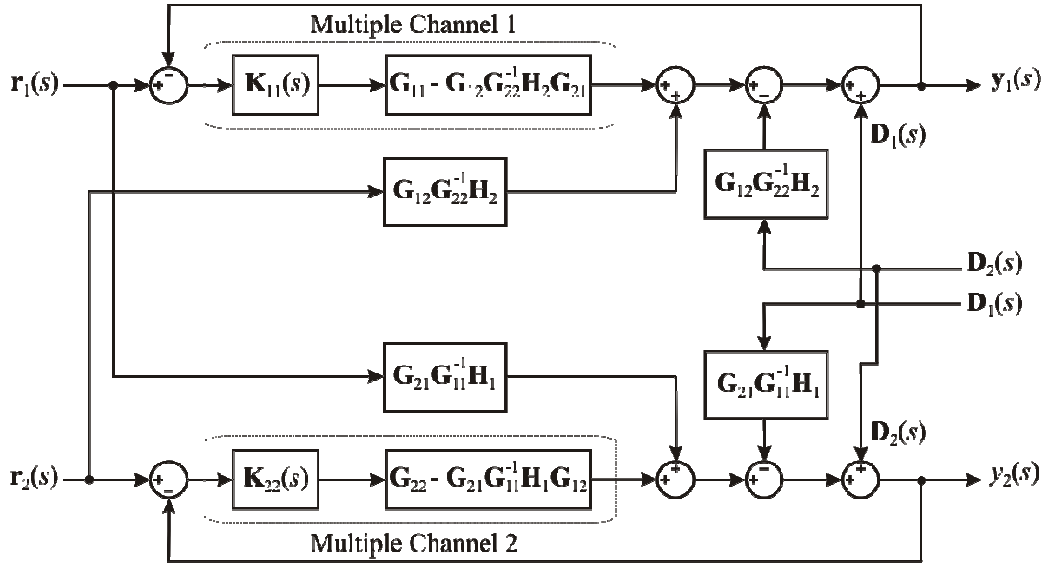 Multiple Channel 1
r₁(s) + - K₁₁(s) G₁₁ - G₁₂G₂₂⁻¹H₂G₂₁ + + + - + + y₁(s)
D₁(s)
G₁₂G₂₂⁻¹H₂ G₁₂G₂₂⁻¹H₂
D₂(s)
D₁(s)
G₂₁G₁₁⁻¹H₁ G₂₁G₁₁⁻¹H₁
D₂(s)
r₂(s) + - K₂₂(s) G₂₂ - G₂₁G₁₁⁻¹H₁G₁₂ + + + - + + y₂(s)
Multiple Channel 2